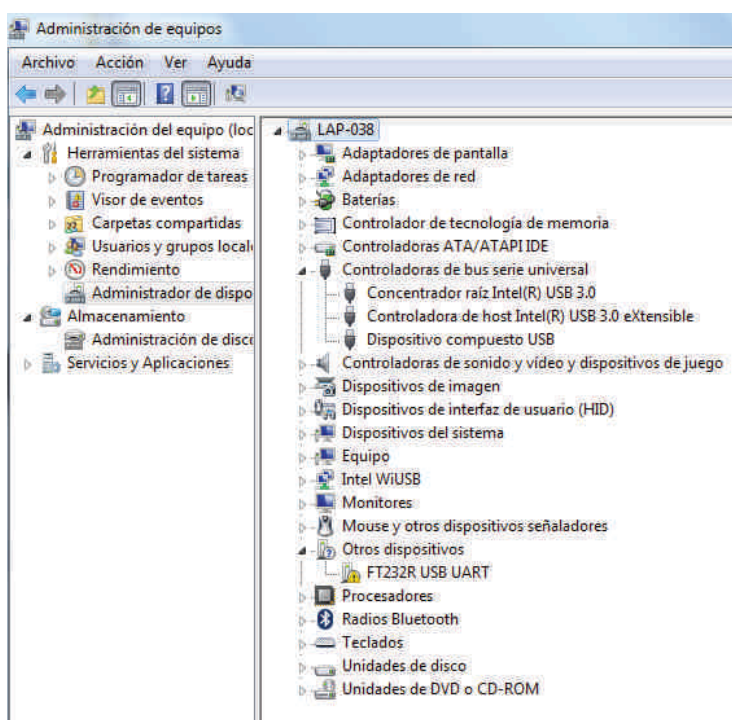 Administración de equipos
Archivo Acción Ver Ayuda
Administración del equipo (loc
Herramientas del sistema
Programador de tareas
Visor de eventos
Carpetas compartidas
Usuarios y grupos locale
Rendimiento
Administrador de dispo
Almacenamiento
Administración de disco
Servicios y Aplicaciones
LAP-038
Adaptadores de pantalla
Adaptadores de red
Baterías
Controlador de tecnología de memoria
Controladoras ATA/ATAPI IDE
Controladoras de bus serie universal
Concentrador raíz Intel(R) USB 3.0
Controladora de host Intel(R) USB 3.0 eXtensible
Dispositivo compuesto USB
Controladoras de sonido y vídeo y dispositivos de juego
Dispositivos de imagen
Dispositivos de interfaz de usuario (HID)
Dispositivos del sistema
Equipo
Intel WiUSB
Monitores
Mouse y otros dispositivos señaladores
Otros dispositivos
FT232R USB UART
Procesadores
Radios Bluetooth
Teclados
Unidades de disco
Unidades de DVD o CD-ROM